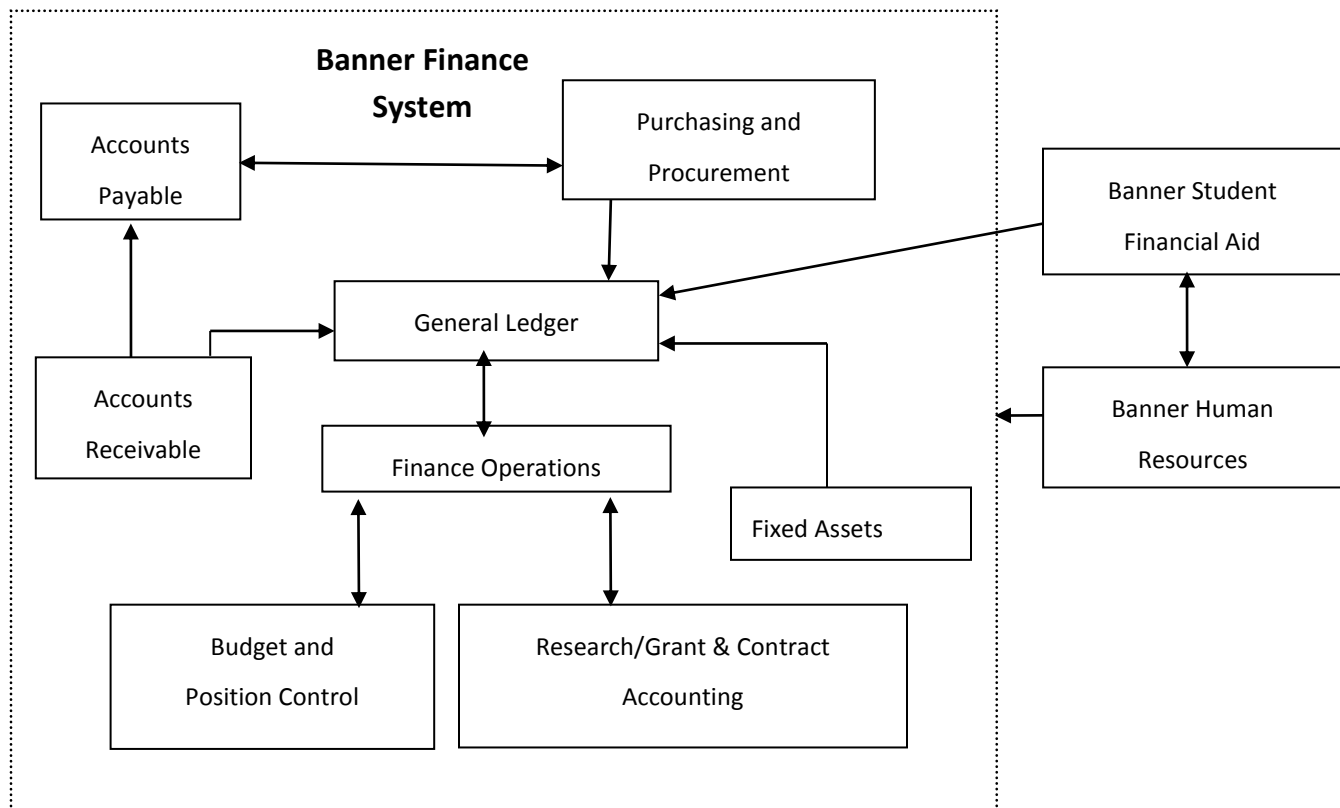 Banner Finance
System
Accounts
Payable
Purchasing and
Procurement
Banner Student
Financial Aid
General Ledger
Accounts
Receivable
Banner Human
Resources
Finance Operations
Fixed Assets
Budget and
Position Control
Research/Grant & Contract
Accounting